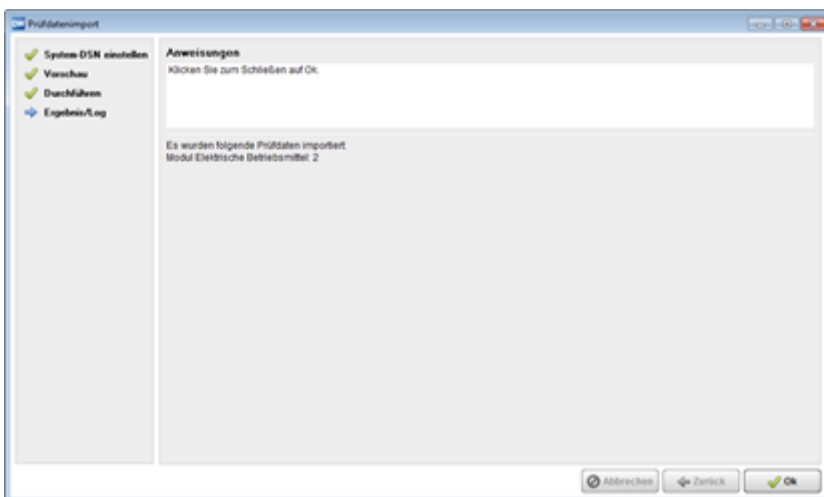 Prüfdatenimport
System-DSN einstellen
Vorschau
Durchführen
Ergebnis/Log
Anweisungen
Klicken Sie zum Schließen auf Ok.
Es wurden folgende Prüfdaten importiert:
Modul Elektrische Betriebsmittel: 2
Abbrechen
Zurück
Ok